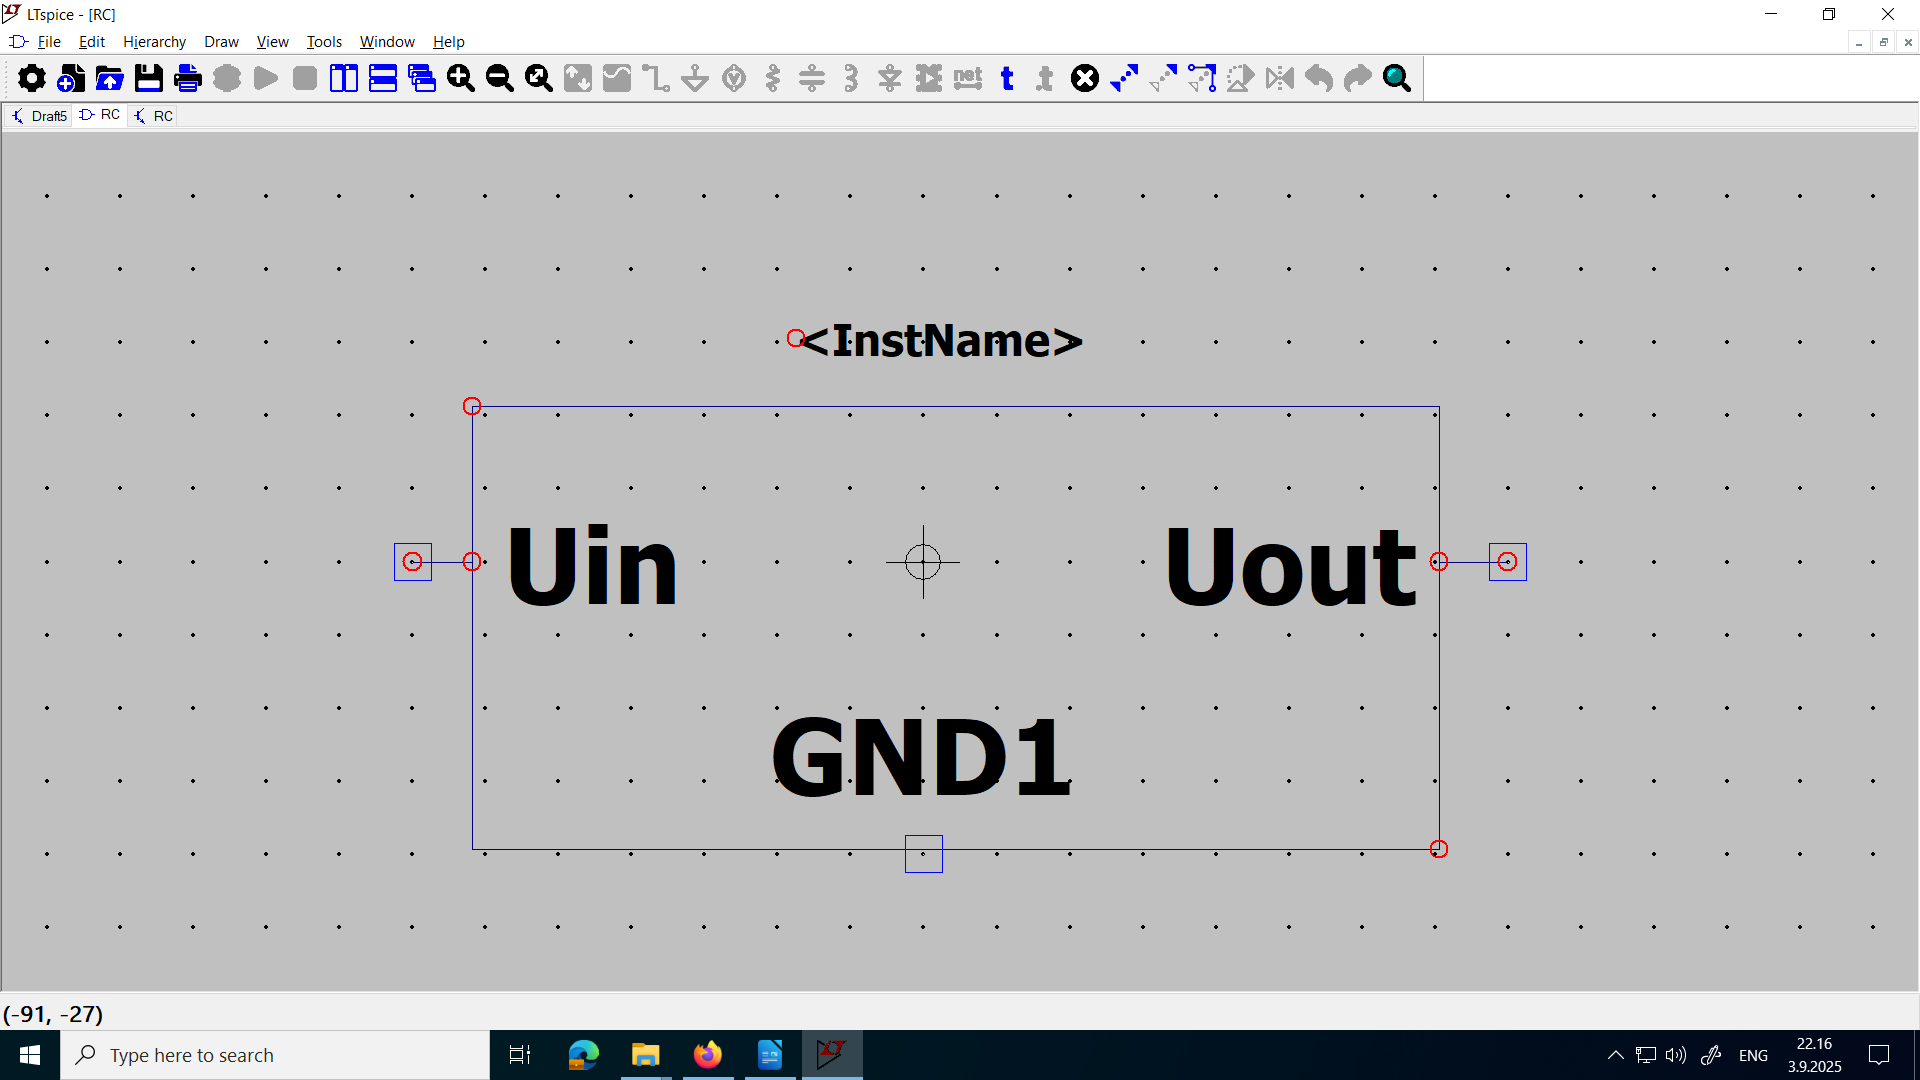 LTspice - [RC]
File Edit Hierarchy Draw View Tools Window Help
net t .t
Draft5 RC RC
<InstName>
Uin Uout
GND1
(-91, -27)
Type here to search
ENG
22.16
3.9.2025